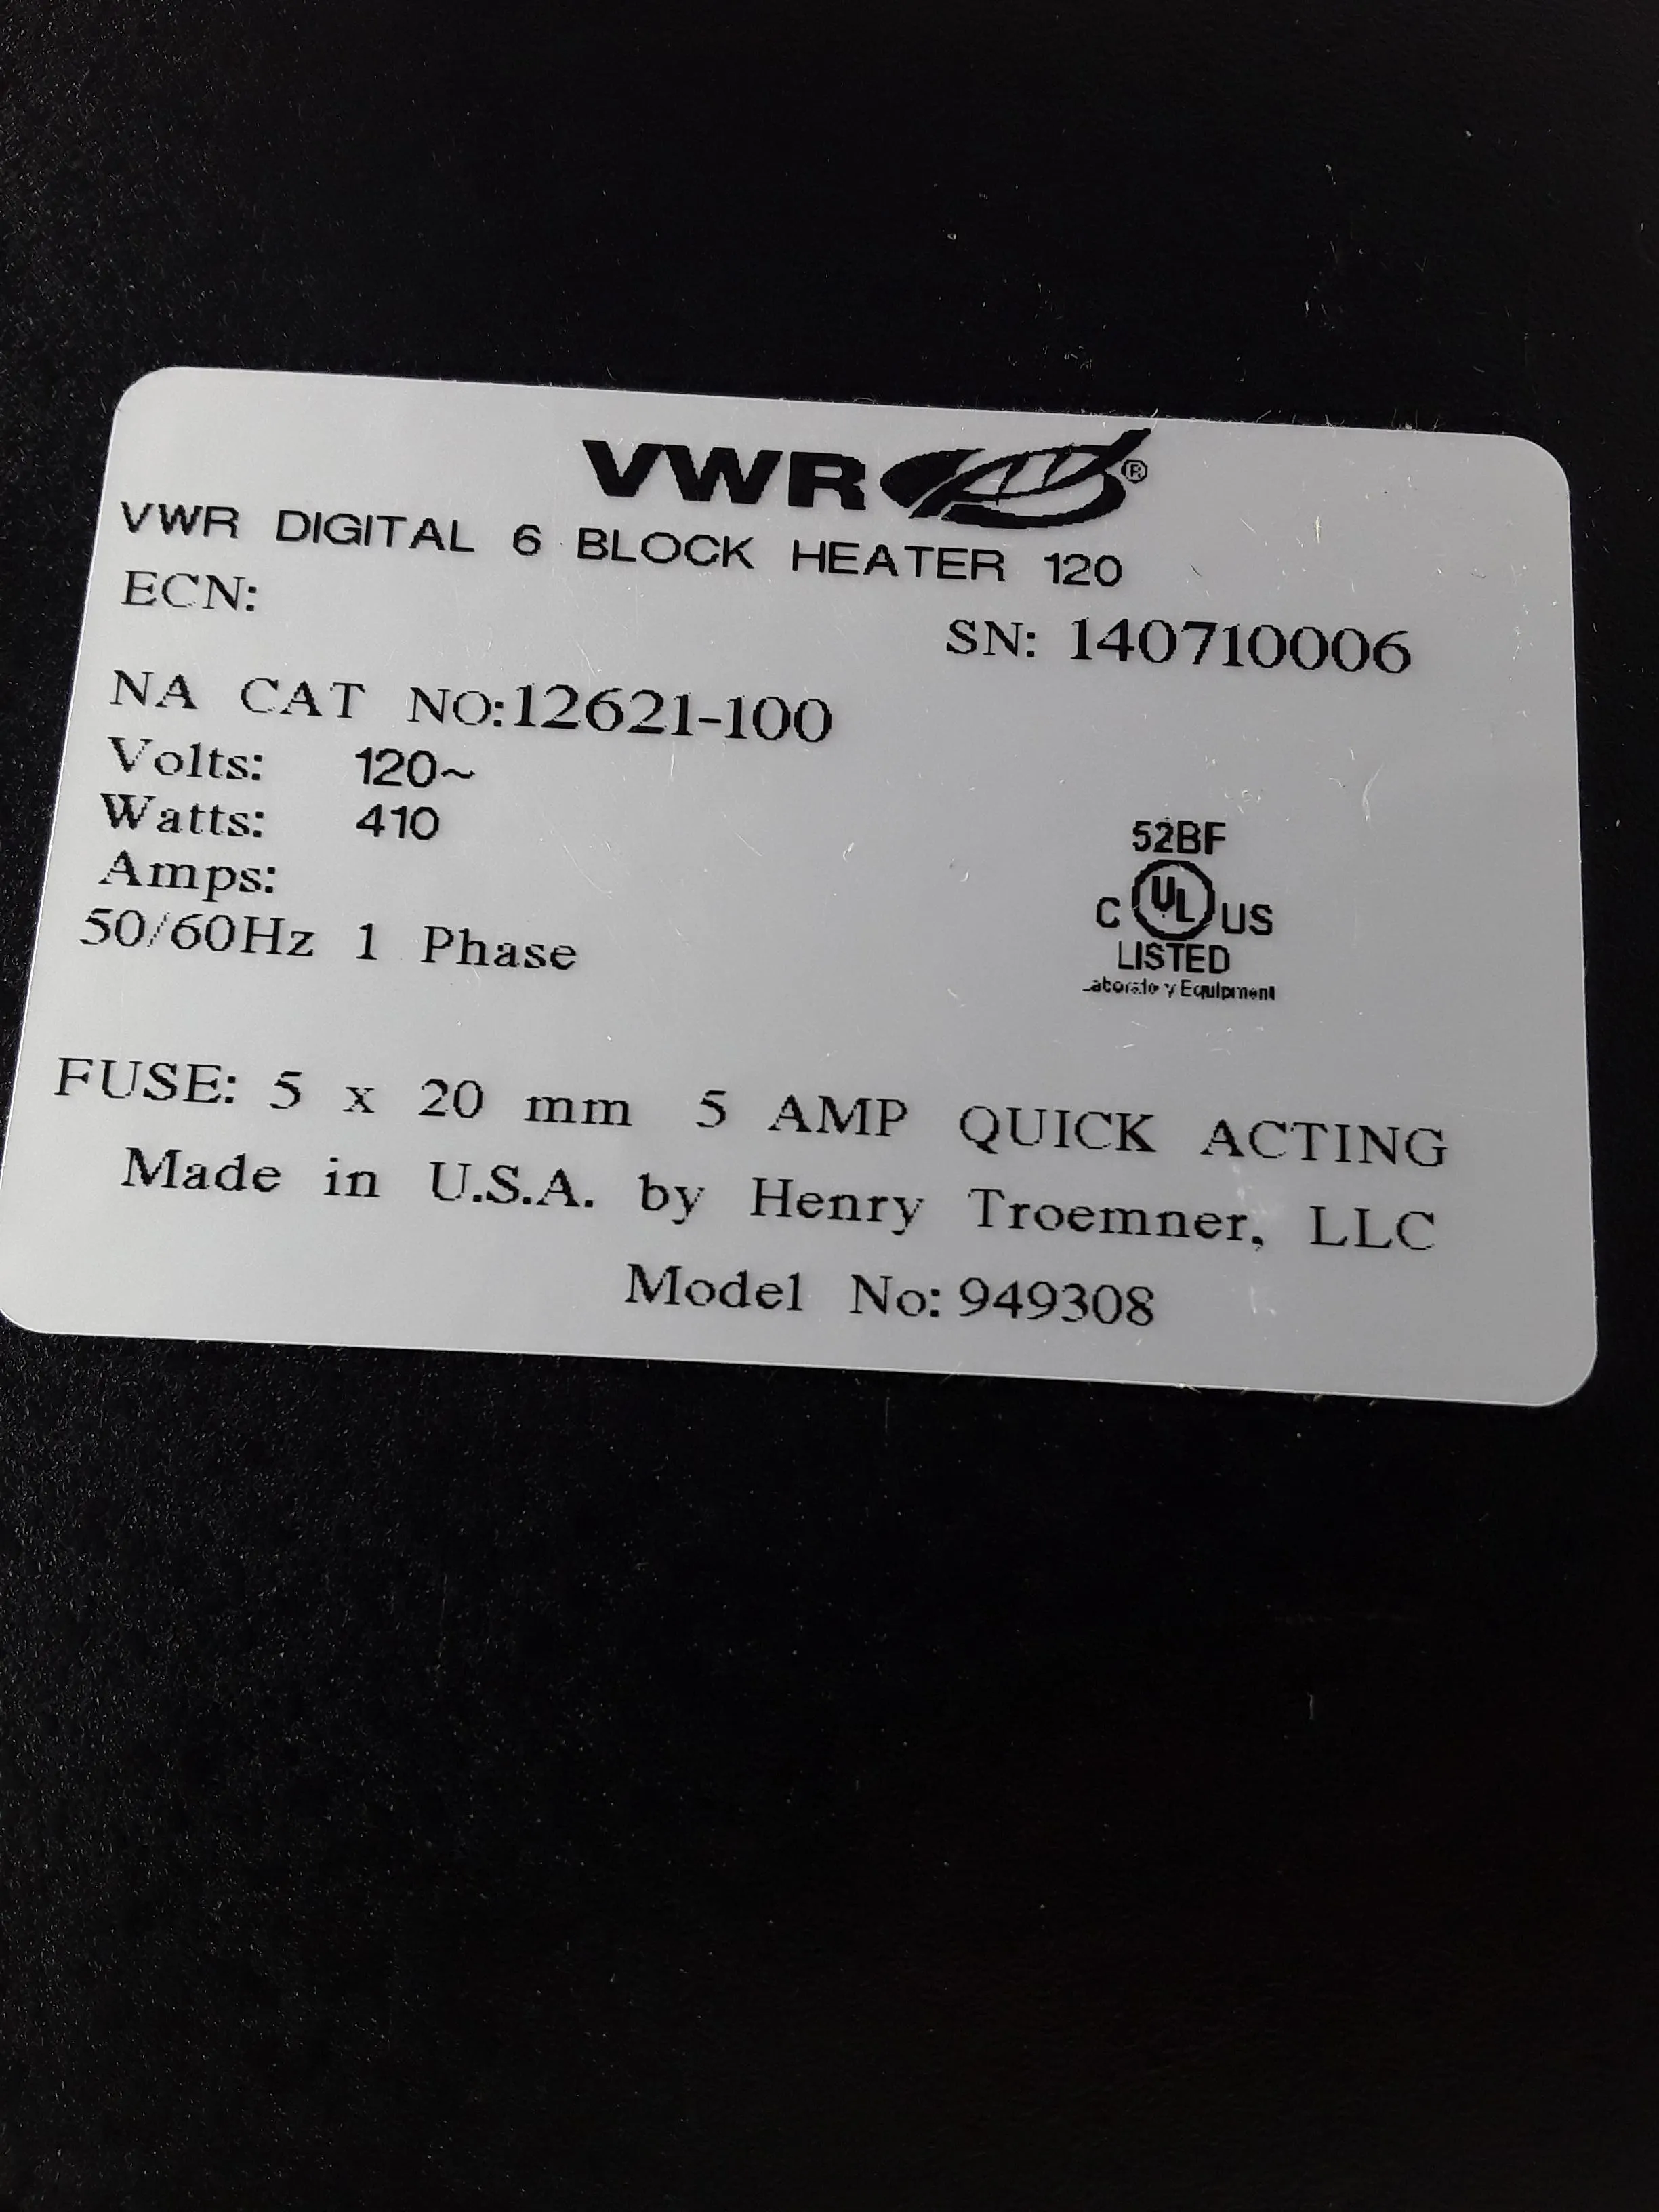 VWR®
VWR DIGITAL 6 BLOCK HEATER 120
ECN:
SN: 140710006
NA CAT NO:12621-100
Volts: 120~
Watts: 410
Amps:
50/60Hz 1 Phase
52BF
C UL US
LISTED
Laboratory Equipment
FUSE: 5 x 20 mm 5 AMP QUICK ACTING
Made in U.S.A. by Henry Troemner, LLC
Model No: 949308